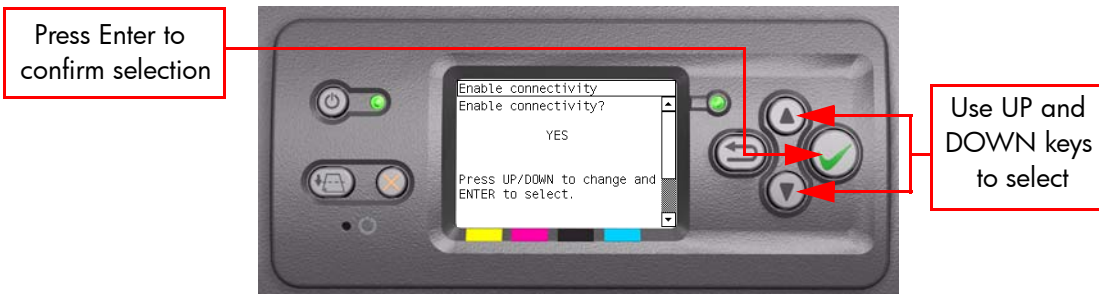 Press Enter to
confirm selection
Enable connectivity
Enable connectivity?
YES
Press UP/DOWN to change and
ENTER to select.
Use UP and
DOWN keys
to select